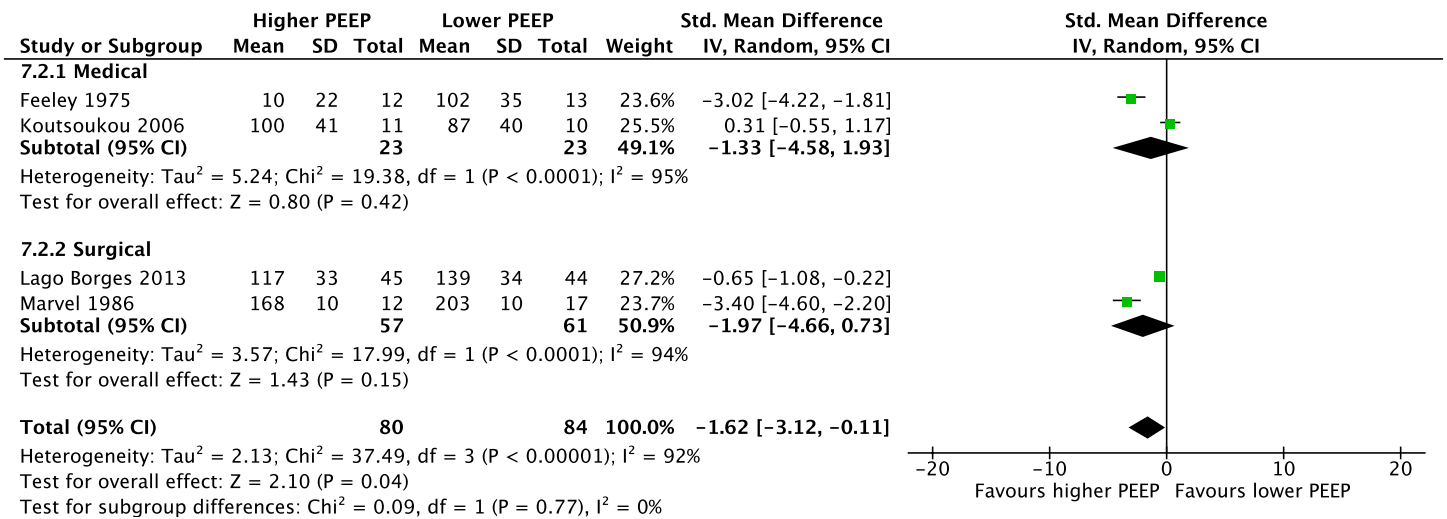 Higher PEEP Lower PEEP Std. Mean Difference Std. Mean Difference
Study or Subgroup Mean SD Total Mean SD Total Weight IV, Random, 95% CI IV, Random, 95% CI
7.2.1 Medical
Feeley 1975 10 22 12 102 35 13 23.6% −3.02 [−4.22, −1.81]
Koutsoukou 2006 100 41 11 87 40 10 25.5% 0.31 [−0.55, 1.17]
Subtotal (95% CI) 23 23 49.1% −1.33 [−4.58, 1.93]
Heterogeneity: Tau² = 5.24; Chi² = 19.38, df = 1 (P < 0.0001); I² = 95%
Test for overall effect: Z = 0.80 (P = 0.42)
7.2.2 Surgical
Lago Borges 2013 117 33 45 139 34 44 27.2% −0.65 [−1.08, −0.22]
Marvel 1986 168 10 12 203 10 17 23.7% −3.40 [−4.60, −2.20]
Subtotal (95% CI) 57 61 50.9% −1.97 [−4.66, 0.73]
Heterogeneity: Tau² = 3.57; Chi² = 17.99, df = 1 (P < 0.0001); I² = 94%
Test for overall effect: Z = 1.43 (P = 0.15)
Total (95% CI) 80 84 100.0% −1.62 [−3.12, −0.11]
Heterogeneity: Tau² = 2.13; Chi² = 37.49, df = 3 (P < 0.00001); I² = 92%
Test for overall effect: Z = 2.10 (P = 0.04)
Test for subgroup differences: Chi² = 0.09, df = 1 (P = 0.77), I² = 0%
−20 −10 0 10 20
Favours higher PEEP Favours lower PEEP